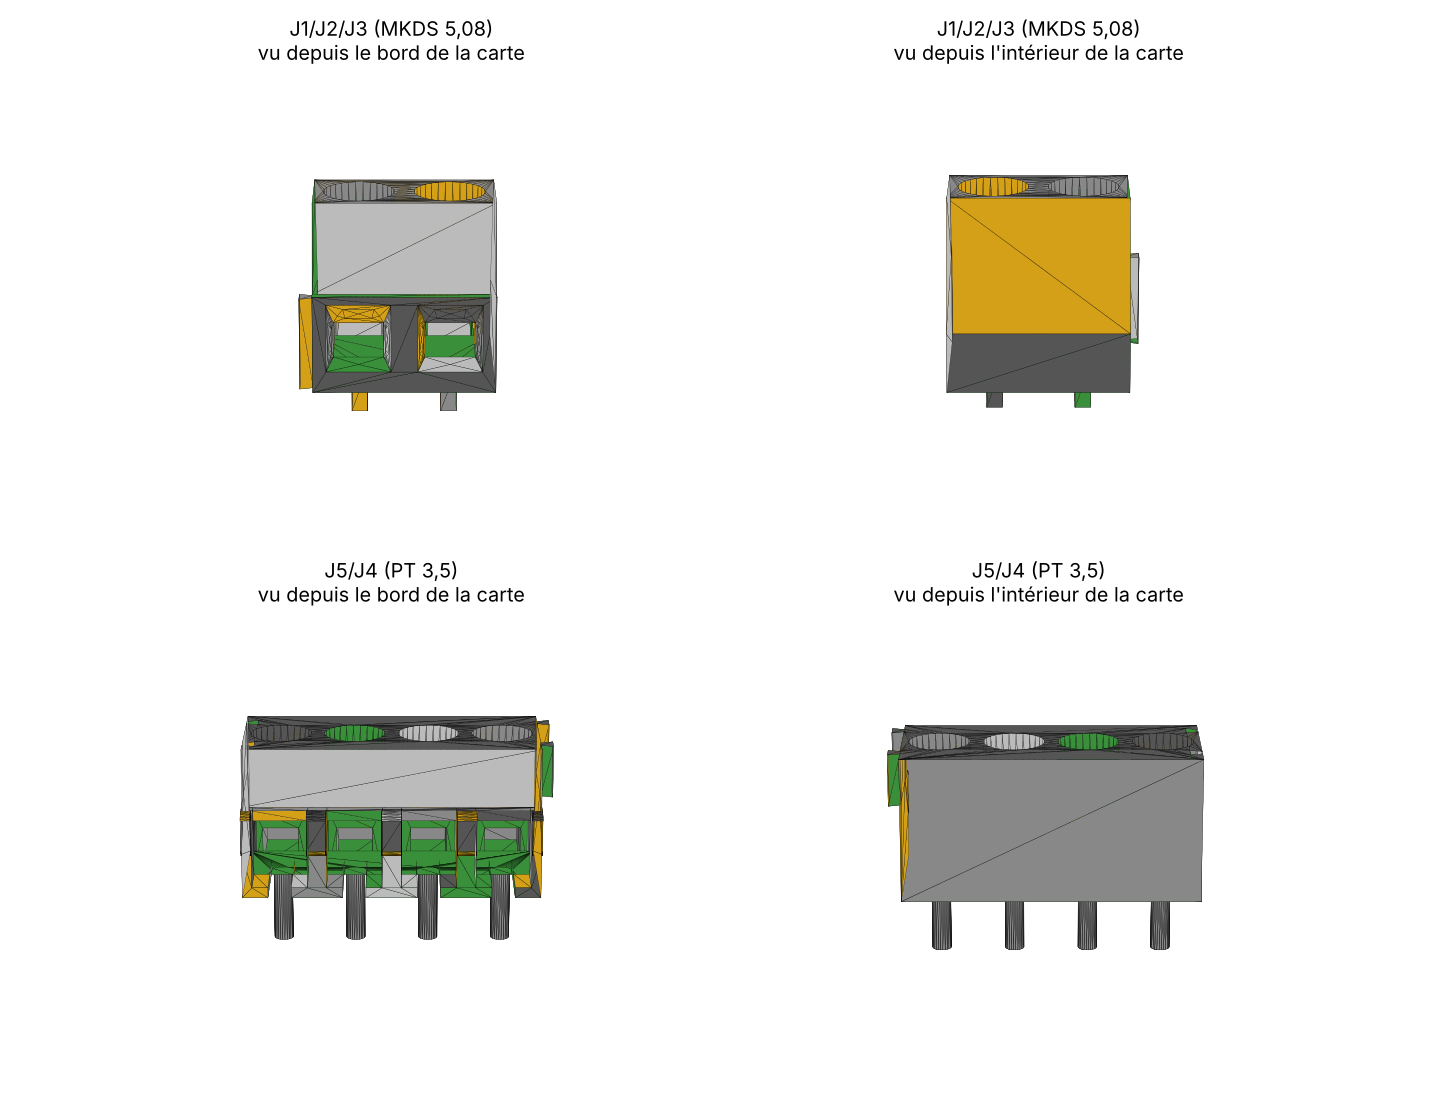 J1/J2/J3 (MKDS 5,08)
vu depuis le bord de la carte
J1/J2/J3 (MKDS 5,08)
vu depuis l'intérieur de la carte
J5/J4 (PT 3,5)
vu depuis le bord de la carte
J5/J4 (PT 3,5)
vu depuis l'intérieur de la carte